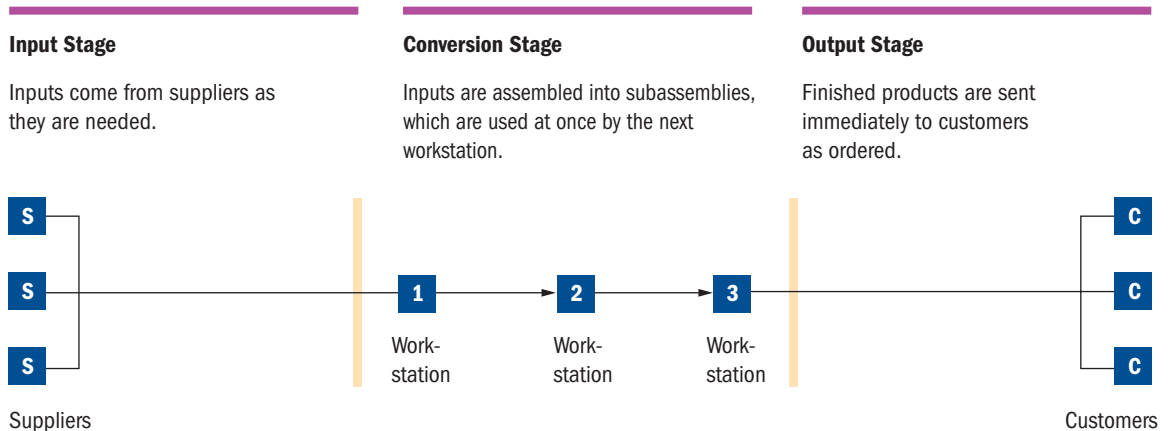 Input Stage
Inputs come from suppliers as
they are needed.
Conversion Stage
Inputs are assembled into subassemblies,
which are used at once by the next
workstation.
Output Stage
Finished products are sent
immediately to customers
as ordered.
S
S
S
Suppliers
1
Work-
station
2
Work-
station
3
Work-
station
C
C
C
Customers